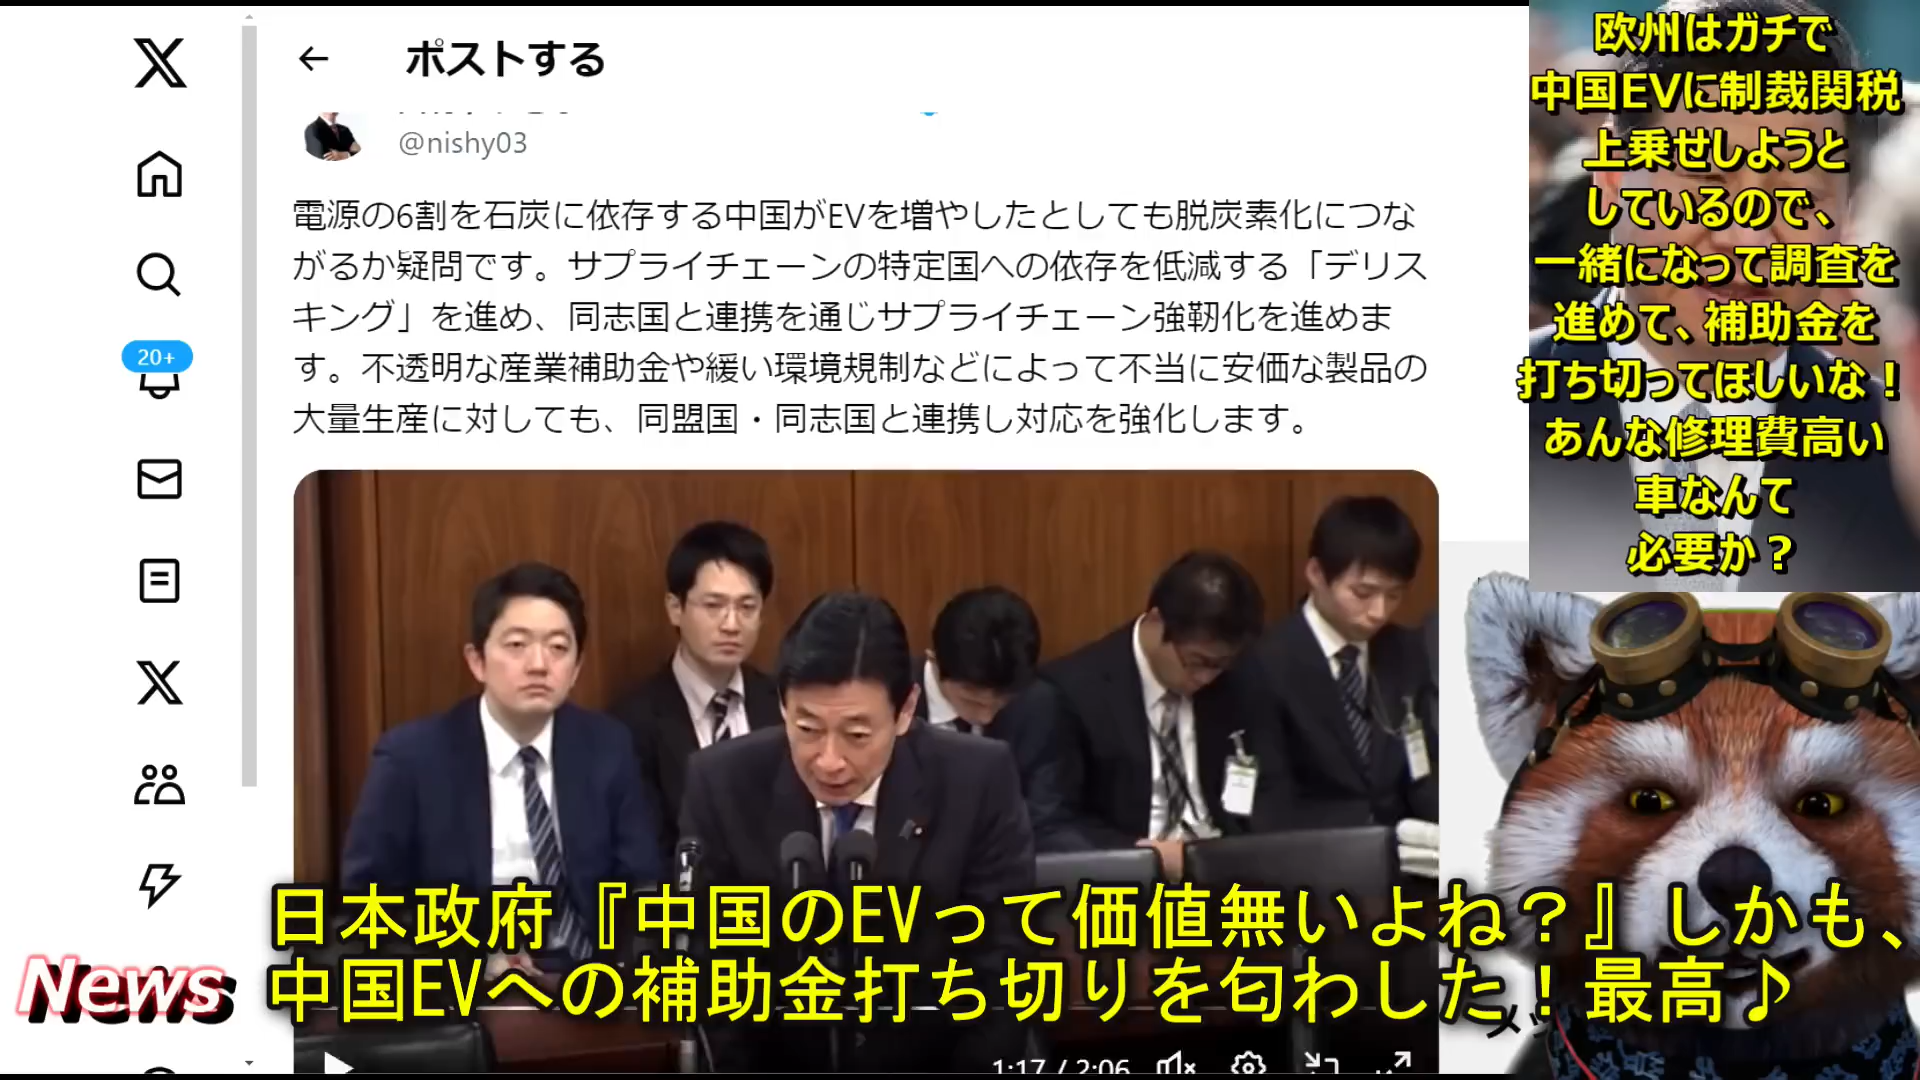 ポストする
@nishy03
電源の6割を石炭に依存する中国がEVを増やしたとしても脱炭素化につな
がるか疑問です。サプライチェーンの特定国への依存を低減する「デリス
キング」を進め、同志国と連携を通じサプライチェーン強靭化を進めま
す。不透明な産業補助金や緩い環境規制などによって不当に安価な製品の
大量生産に対しても、同盟国・同志国と連携し対応を強化します。
20+
欧州はガチで
中国EVに制裁関税
上乗せしようと
しているので、
一緒になって調査を
進めて、補助金を
打ち切ってほしいな！
あんな修理費高い
車なんて
必要か？
日本政府『中国のEVって価値無いよね？』しかも、
中国EVへの補助金打ち切りを匂わした！最高♪
News
1:17 / 2:06